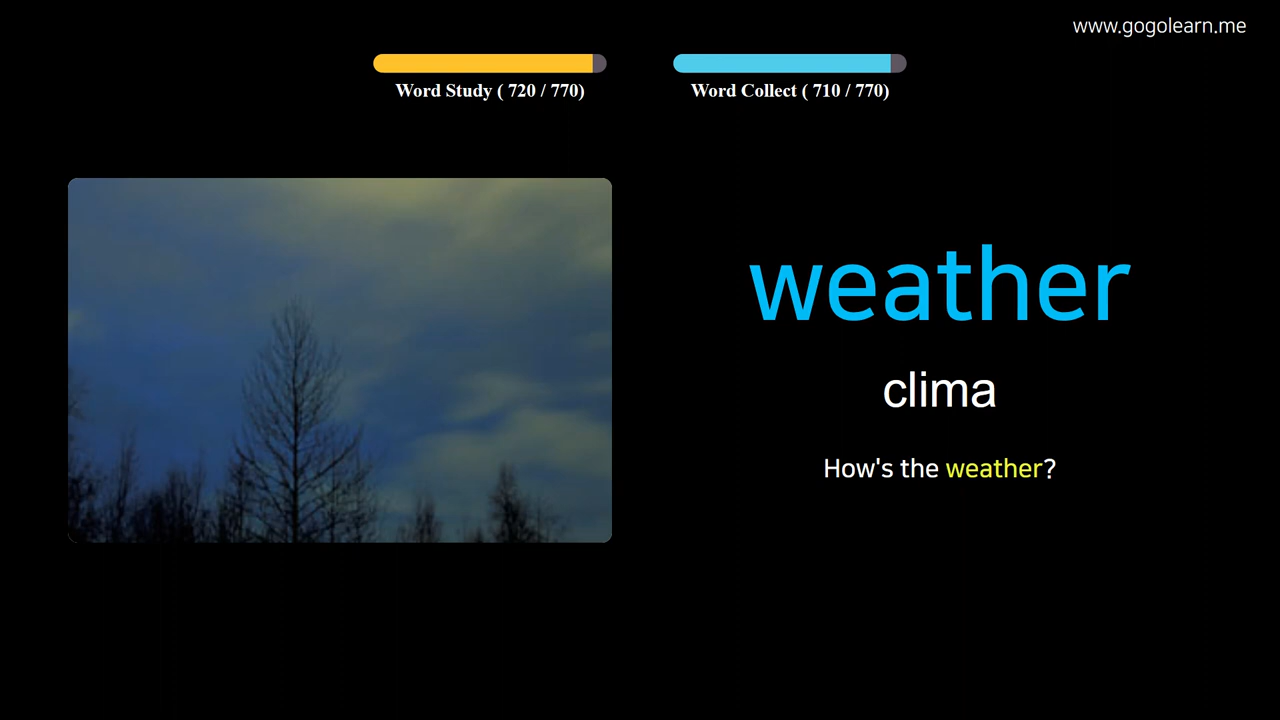 www.gogolearn.me
Word Study ( 720 / 770)
Word Collect ( 710 / 770)
weather
clima
How's the weather?